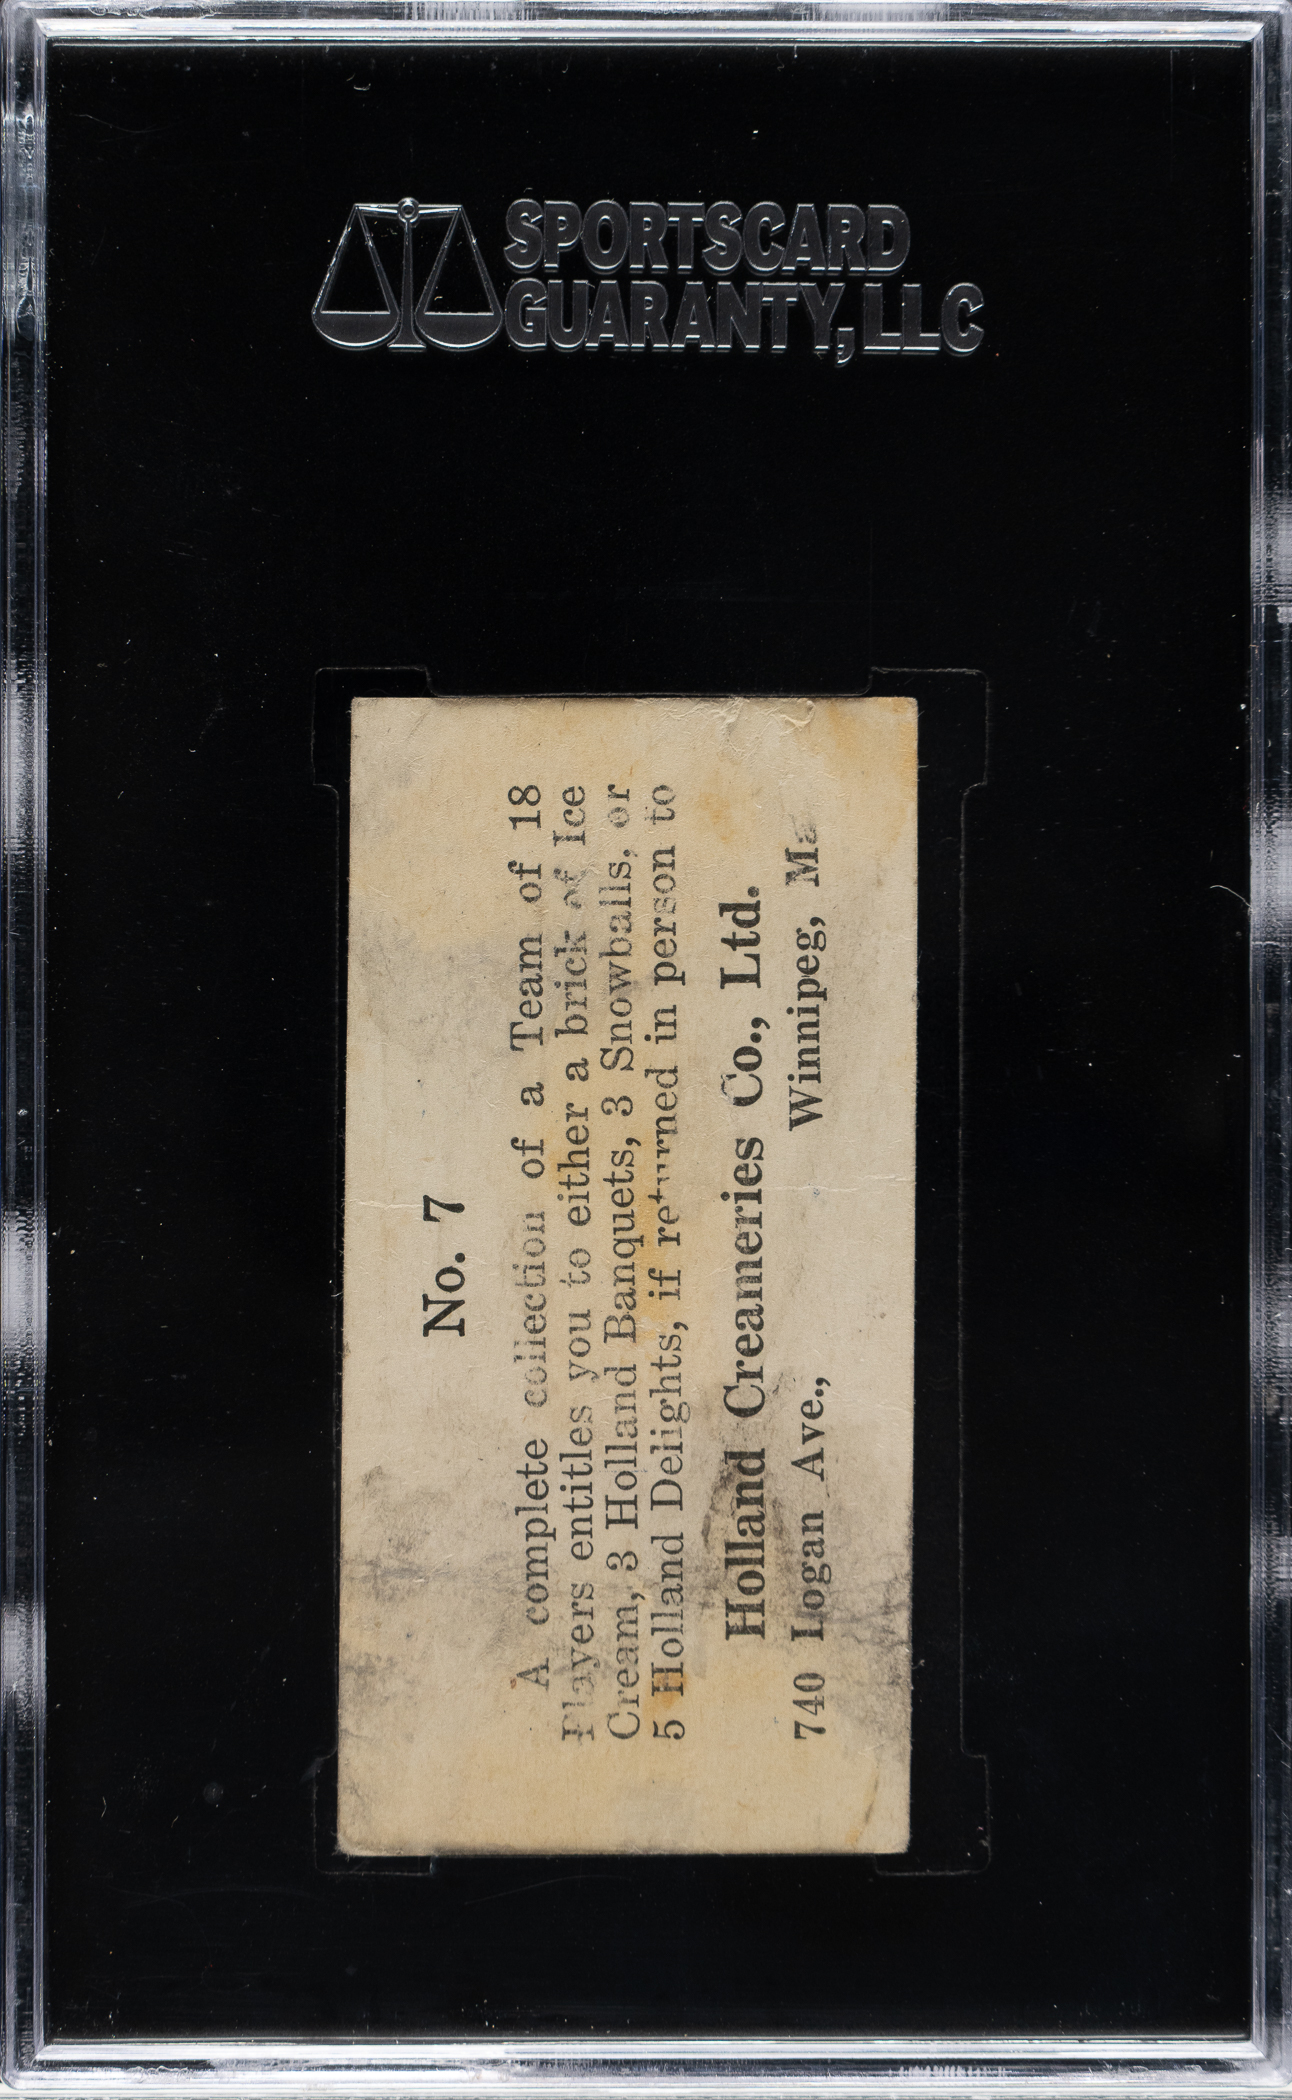 SPORTSCARD
GUARANTY, LLC
No. 7
A complete collection of a Team of 18
Players entitles you to either a brick of Ice
Cream, 3 Holland Banquets, 3 Snowballs, or
5 Holland Delights, if returned in person to
Holland Creameries Co., Ltd.
740 Logan Ave., Winnipeg,